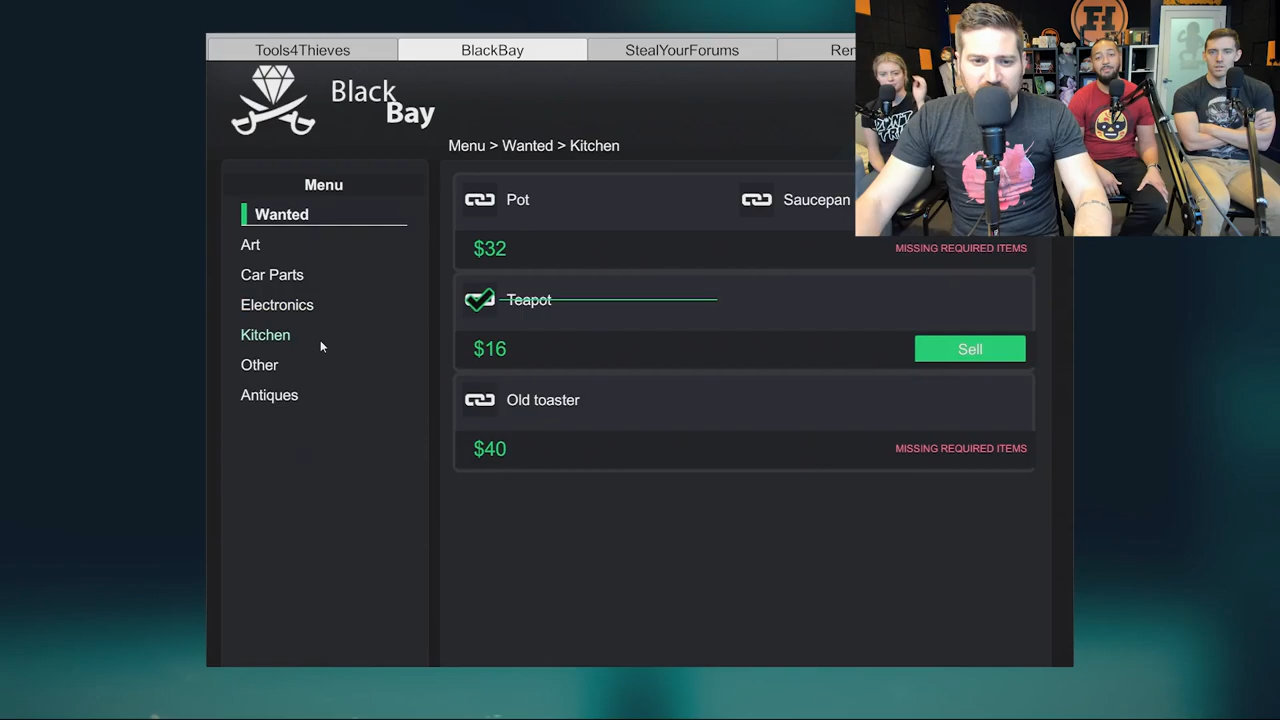 Tools4Thieves
BlackBay
StealYourForums
Black
Bay
Menu > Wanted > Kitchen
Menu
Wanted
Art
Car Parts
Electronics
Kitchen
Other
Antiques
Pot
Saucepan
$32
MISSING REQUIRED ITEMS
Teapot
$16
Sell
Old toaster
$40
MISSING REQUIRED ITEMS